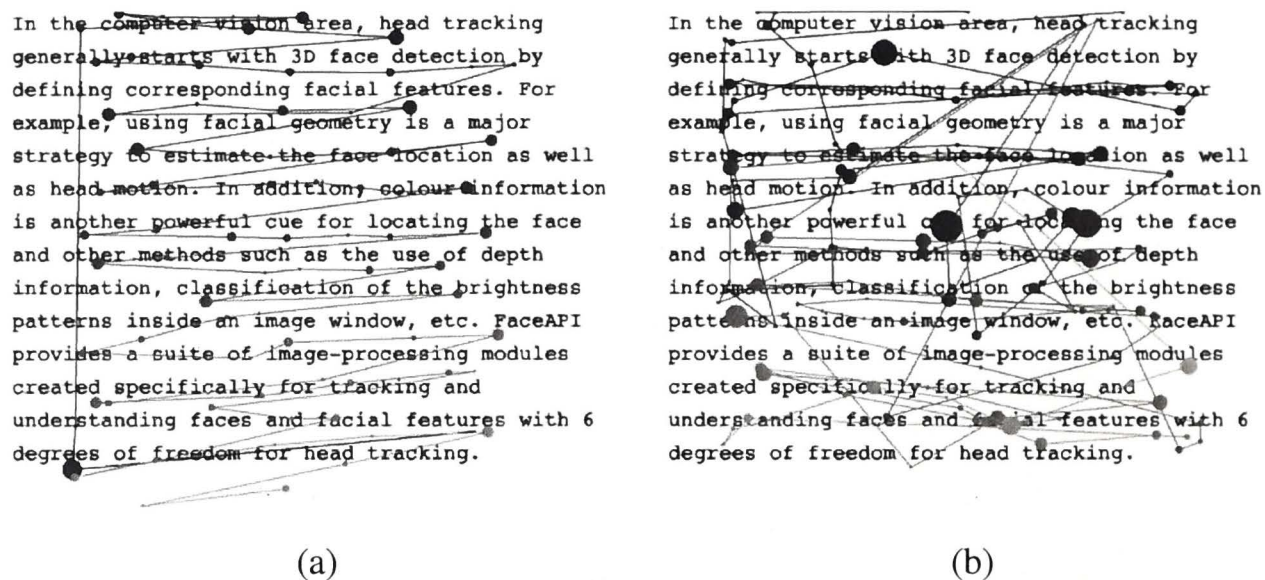 In the computer vision area, head tracking
generally starts with 3D face detection by
defining corresponding facial features. For
example, using facial geometry is a major
strategy to estimate the face location as well
as head motion. In addition, colour information
is another powerful cue for locating the face
and other methods such as the use of depth
information, classification of the brightness
patterns inside an image window, etc. FaceAPI
provides a suite of image-processing modules
created specifically for tracking and
understanding faces and facial features with 6
degrees of freedom for head tracking.
(a)
In the computer vision area, head tracking
generally starts with 3D face detection by
defining corresponding facial features. For
example, using facial geometry is a major
strategy to estimate the face location as well
as head motion. In addition, colour information
is another powerful cue for locating the face
and other methods such as the use of depth
information, classification of the brightness
patterns inside an image window, etc. FaceAPI
provides a suite of image-processing modules
created specifically for tracking and
understanding faces and facial features with 6
degrees of freedom for head tracking.
(b)